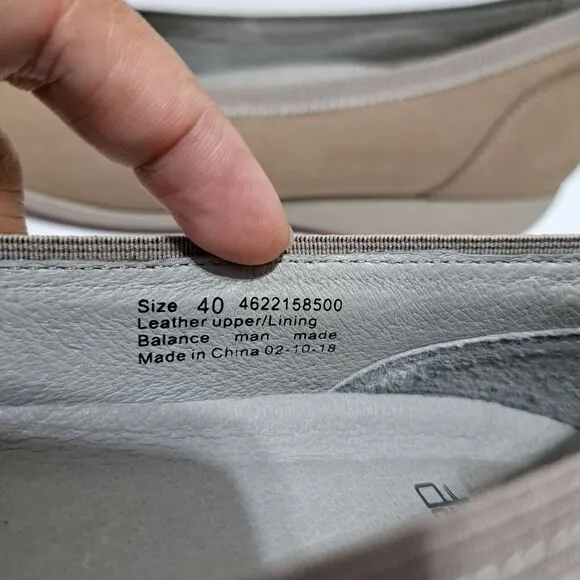 Size 40 4622158500
Leather upper/Lining
Balance man made
Made in China 02-10-18